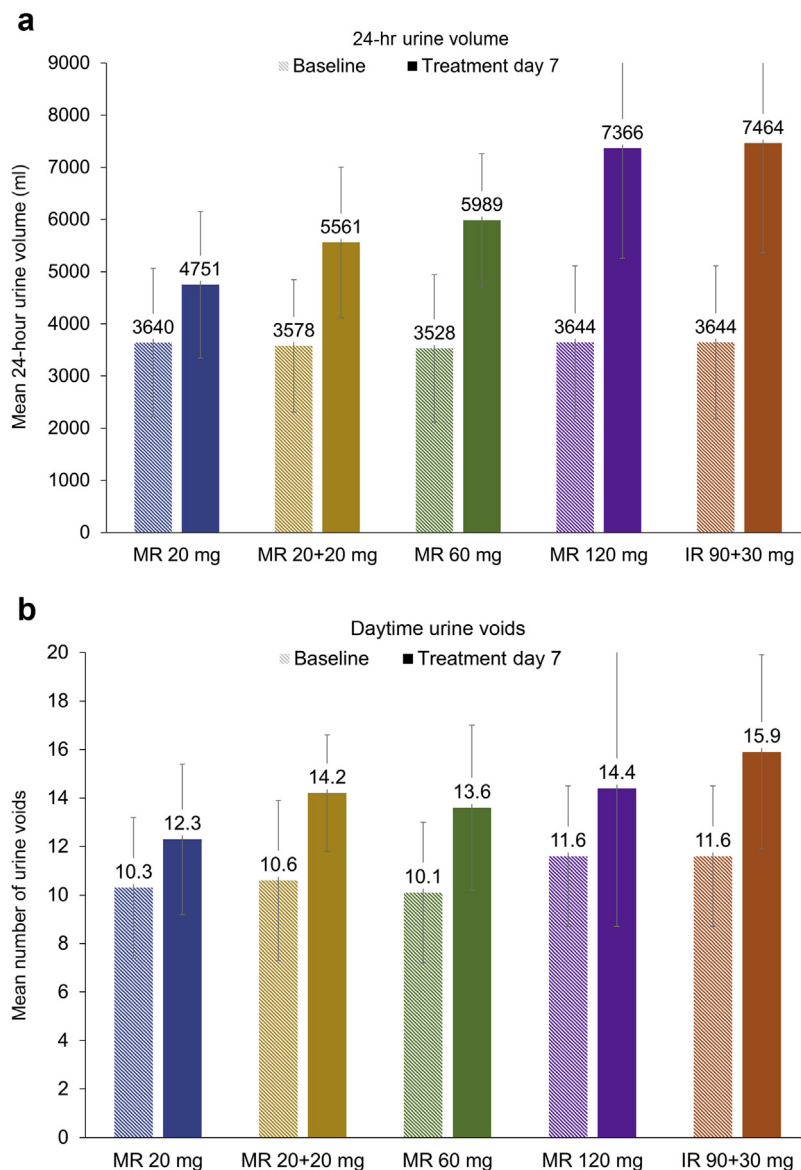 a
24-hr urine volume
Baseline Treatment day 7
Mean 24-hour urine volume (ml)
9000
8000
7000
6000
5000
4000
3000
2000
1000
0
3640 4751 3578 5561 3528 5989 3644 7366 3644 7464
MR 20 mg MR 20+20 mg MR 60 mg MR 120 mg IR 90+30 mg
b
Daytime urine voids
Baseline Treatment day 7
Mean number of urine voids
20
18
16
14
12
10
8
6
4
2
0
10.3 12.3 10.6 14.2 10.1 13.6 11.6 14.4 11.6 15.9
MR 20 mg MR 20+20 mg MR 60 mg MR 120 mg IR 90+30 mg